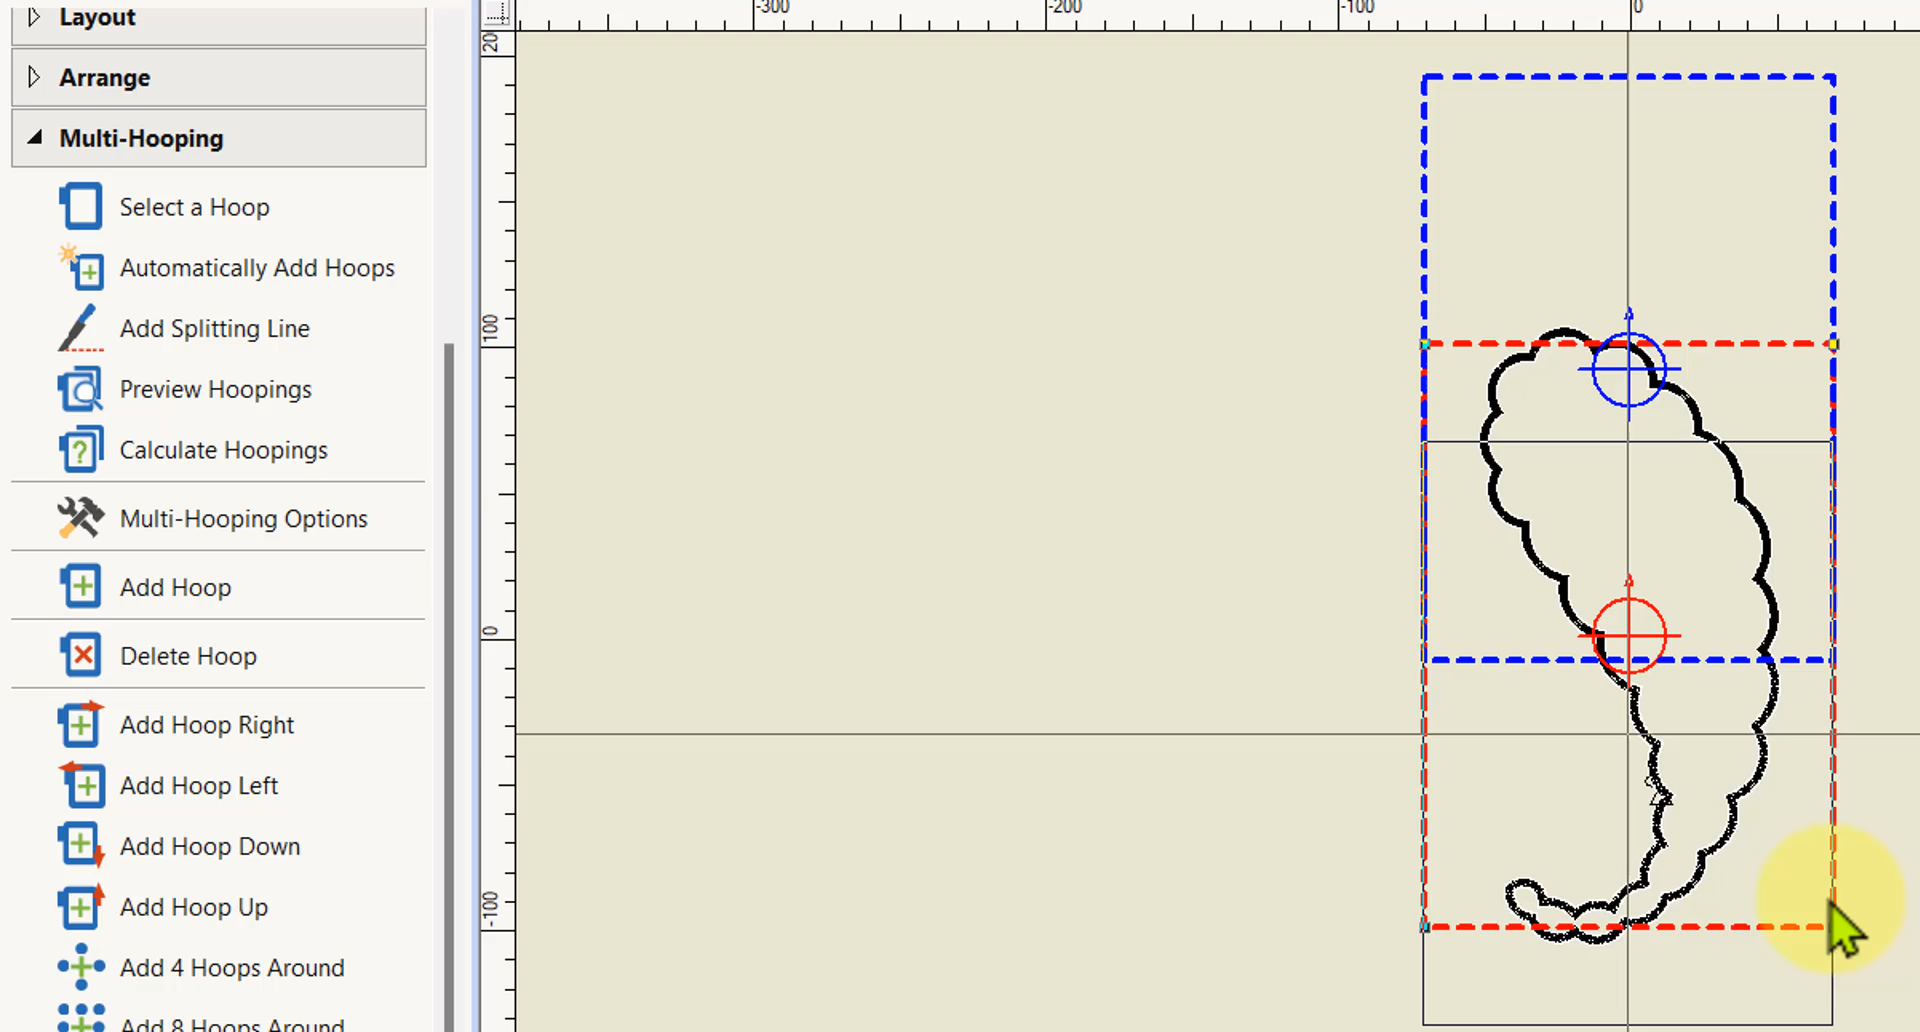 Layout
Arrange
Multi-Hooping
Select a Hoop
Automatically Add Hoops
Add Splitting Line
Preview Hoopings
Calculate Hoopings
Multi-Hooping Options
Add Hoop
Delete Hoop
Add Hoop Right
Add Hoop Left
Add Hoop Down
Add Hoop Up
Add 4 Hoops Around
Add 8 Hoops Around
-300 -200 -100 0
20
100
0
-100